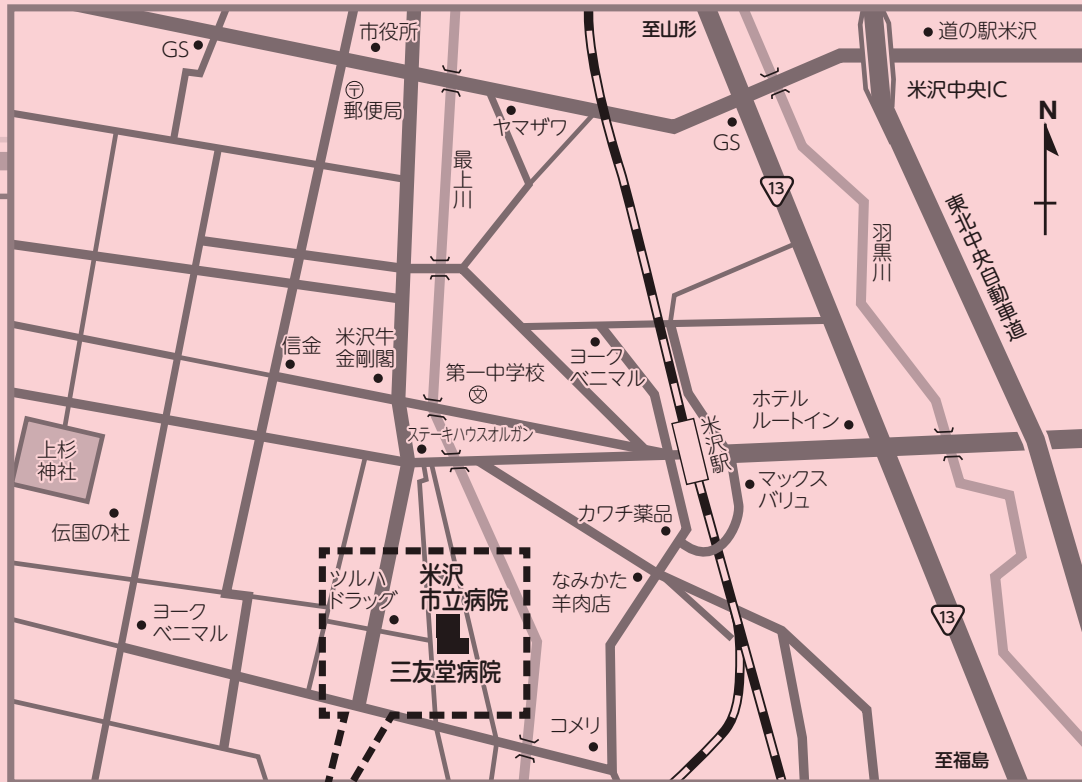 市役所
GS
〒
郵便局
ヤマザワ
至山形
道の駅米沢
米沢中央IC
GS
N
13
最上川
羽黒川
東北中央自動車道
信金
米沢牛
金剛閣
第一中学校
文
ヨーク
ベニマル
ホテル
ルートイン
米沢駅
ステーキハウスオルガン
上杉
神社
伝国の杜
マックス
バリュ
カワチ薬品
なみかた
羊肉店
ツルハ
ドラッグ
米沢
市立病院
三友堂病院
ヨーク
ベニマル
13
コメリ
至福島